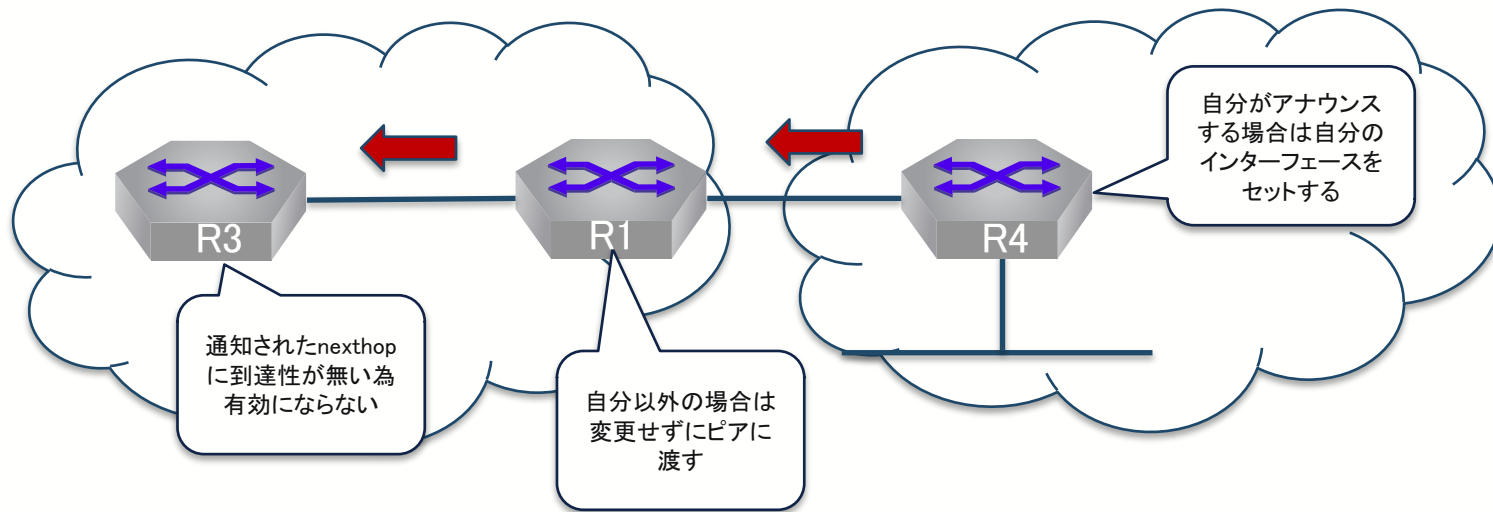 自分がアナウンス
する場合は自分の
インターフェースを
セットする
R3
R1
R4
通知されたnexthop
に到達性が無い為
有効にならない
自分以外の場合は
変更せずにピアに
渡す